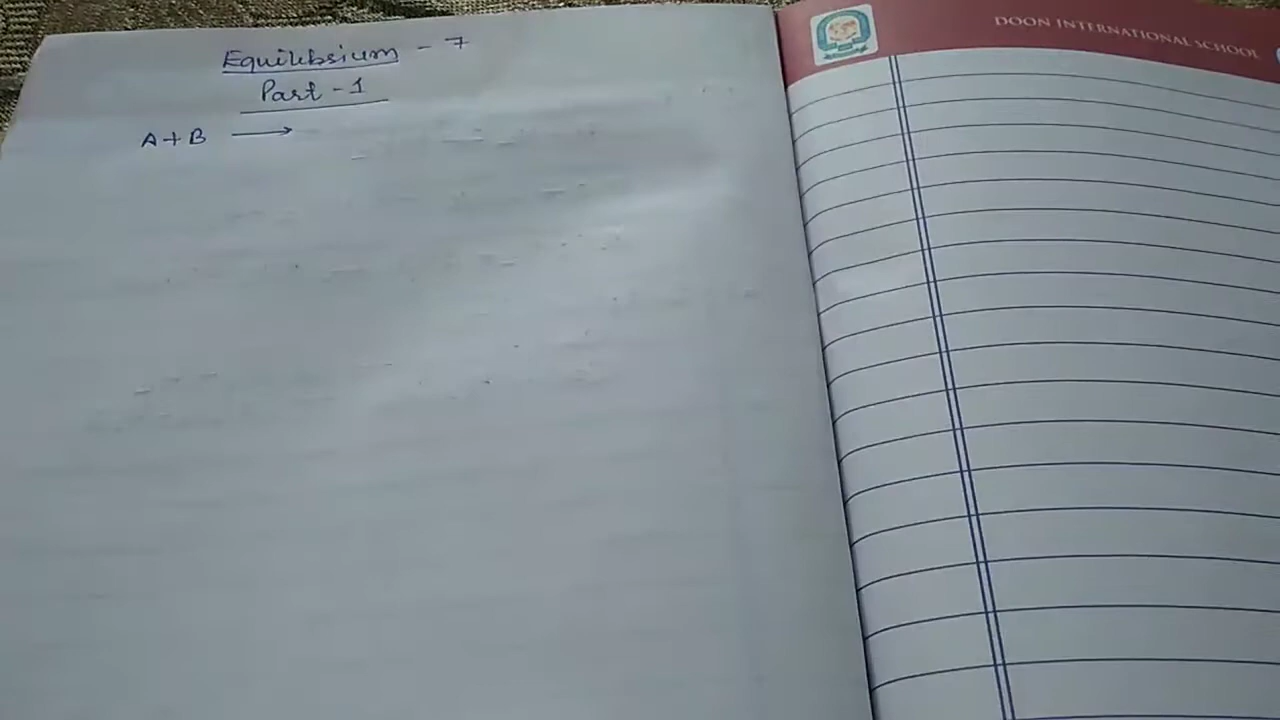 Equilibrium - 7
Part - 1
A + B ⟶
DOON INTERNATIONAL SCHOOL